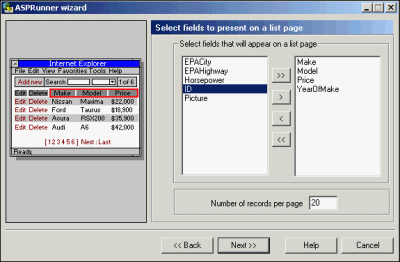 ASPRunner wizard
Internet Explorer
File Edit View Favorities Tools Help
Add new Search 1 of 6
Edit Delete Make Model Price
Edit Delete Nissan Maxima $22,000
Edit Delete Ford Taurus $18,900
Edit Delete Acura RSX200 $35,900
Edit Delete Audi A6 $42,000
[1 2 3 4 5 6] Next : Last
Ready
Select fields to present on a list page
Select fields that will appear on a list page
EPACity
EPAHighway
Horsepower
ID
Picture
>>
>
<
<<
Make
Model
Price
YearOfMake
Number of records per page 20
<< Back Next >> Help Cancel